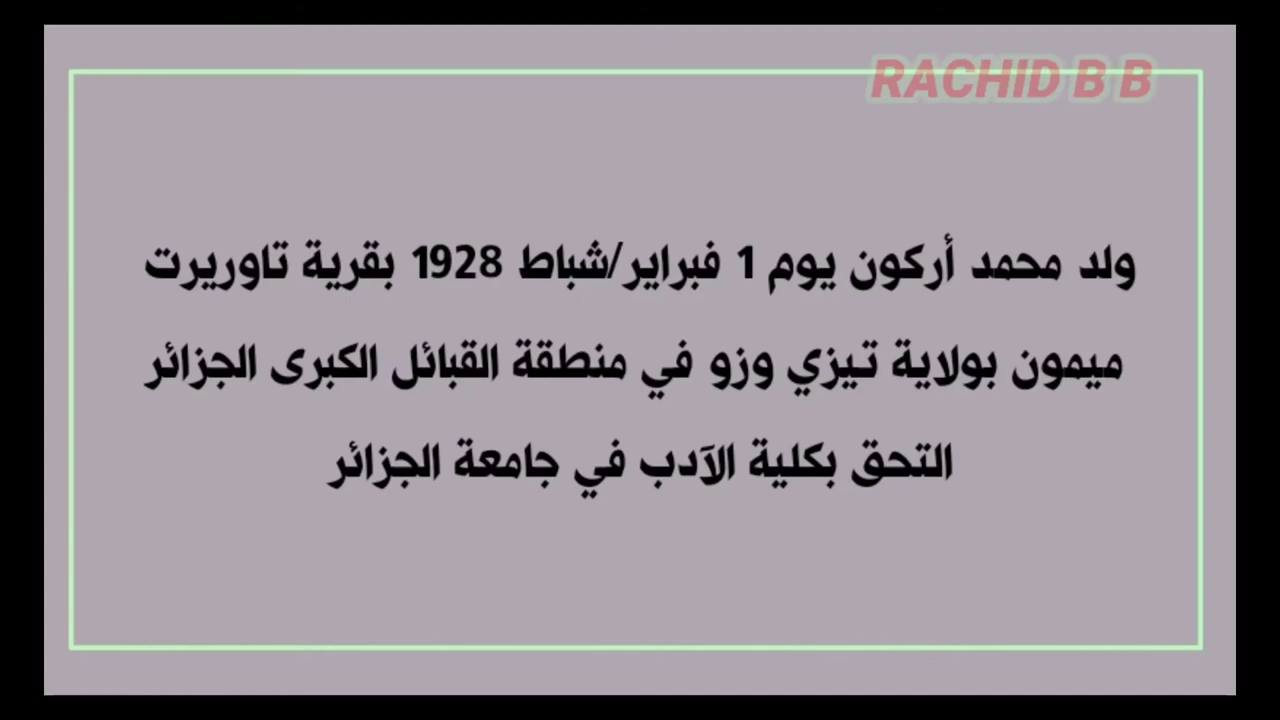 RACHID B B
ولد محمد أركون يوم 1 فبراير/شباط 1928 بقرية تاوريرت
ميمون بولاية تيزي وزو في منطقة القبائل الكبرى الجزائر
التحق بكلية الآدب في جامعة الجزائر